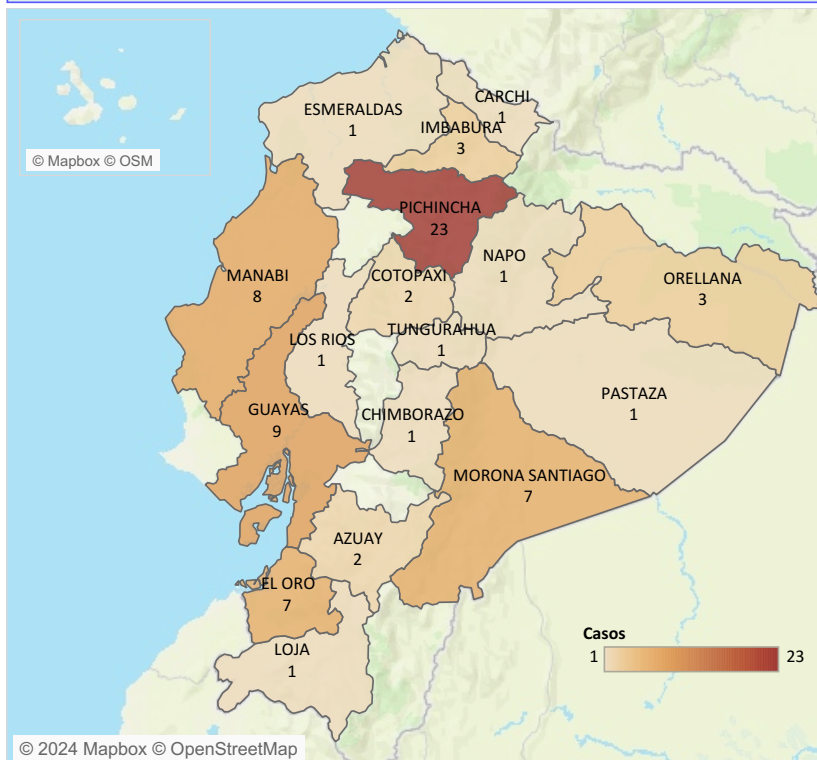 © Mapbox © OSM
ESMERALDAS
1
CARCHI
1
IMBABURA
3
PICHINCHA
23
MANABI
8
COTOPAXI
2
NAPO
1
ORELLANA
3
LOS RIOS
1
TUNGURAHUA
1
GUAYAS
9
CHIMBORAZO
1
PASTAZA
1
MORONA SANTIAGO
7
AZUAY
2
EL ORO
7
LOJA
1
Casos
1 23
© 2024 Mapbox © OpenStreetMap